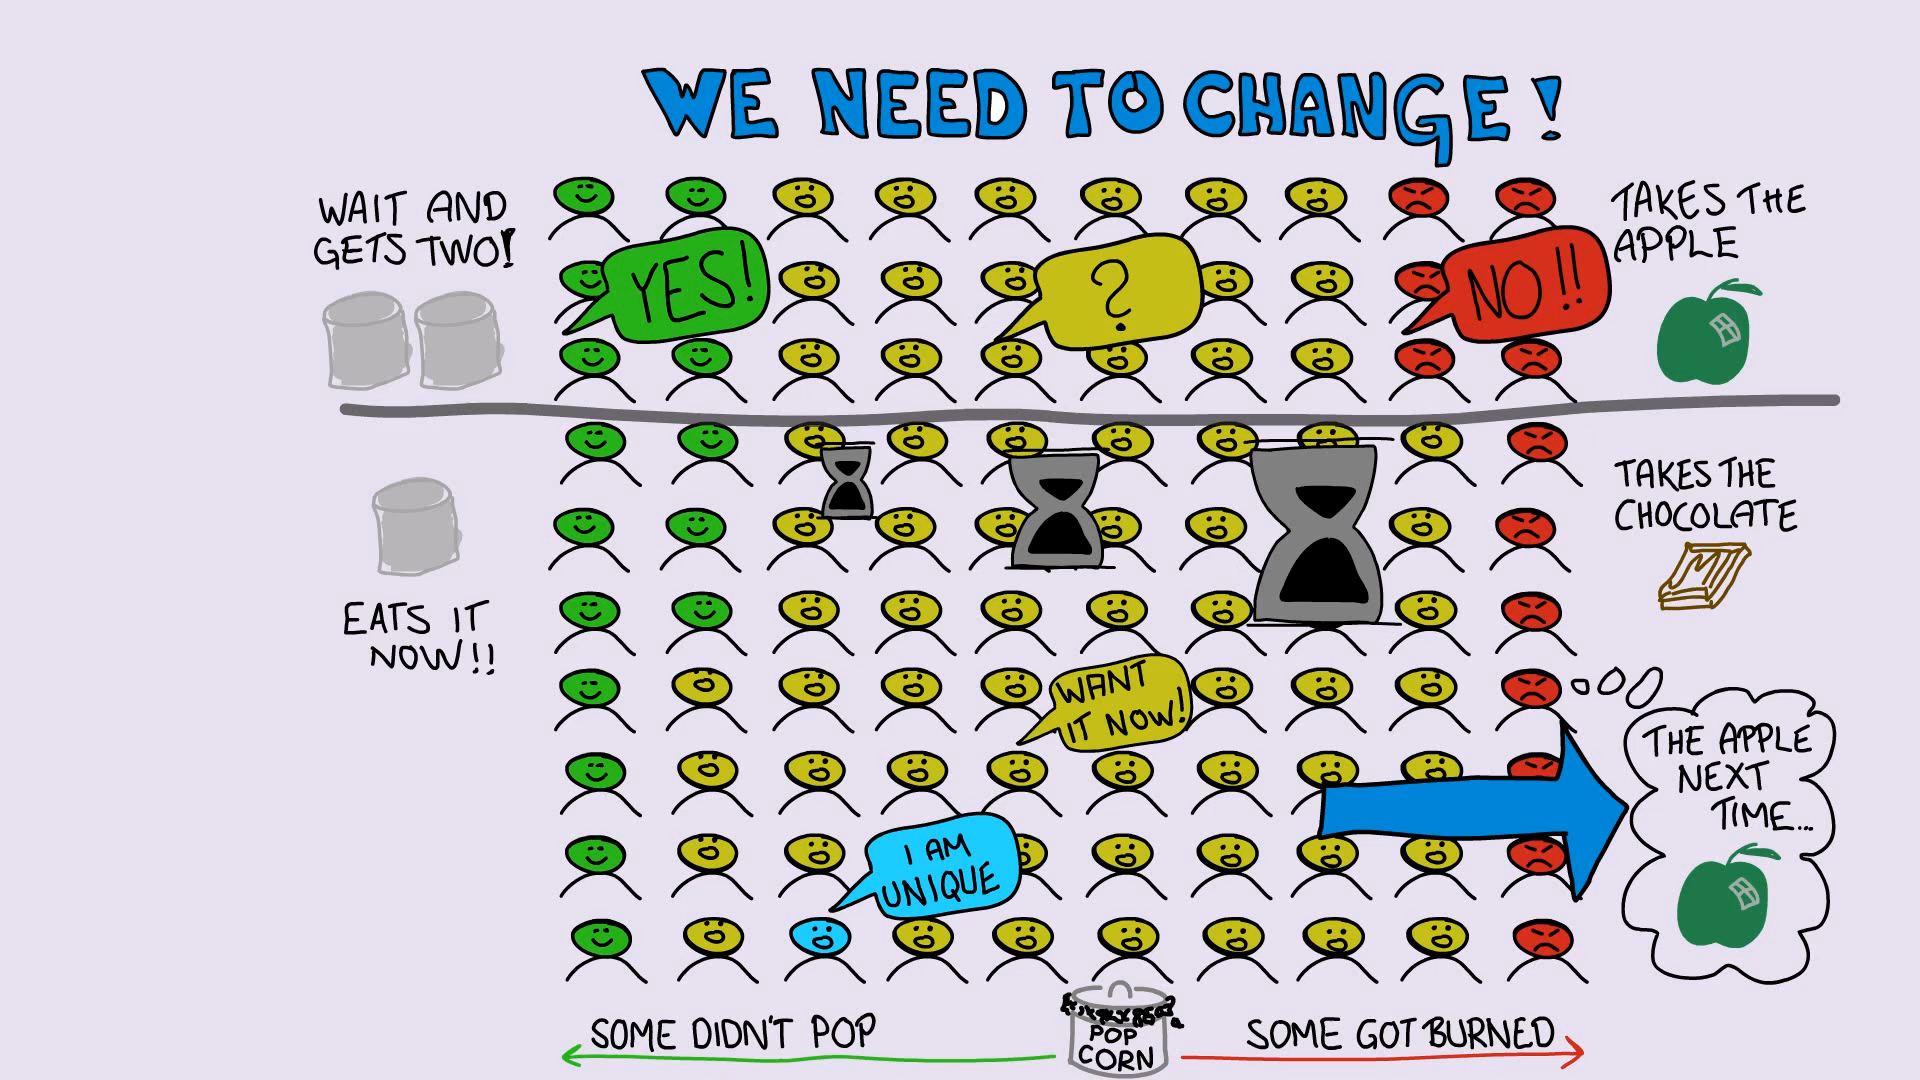 WE NEED TO CHANGE!
WAIT AND
GETS TWO!
YES!
?
NO!!
TAKES THE
APPLE
EATS IT
NOW!!
TAKES THE
CHOCOLATE
WANT
IT NOW!
THE APPLE
NEXT
TIME...
I AM
UNIQUE
SOME DIDN'T POP
POP
CORN
SOME GOT BURNED